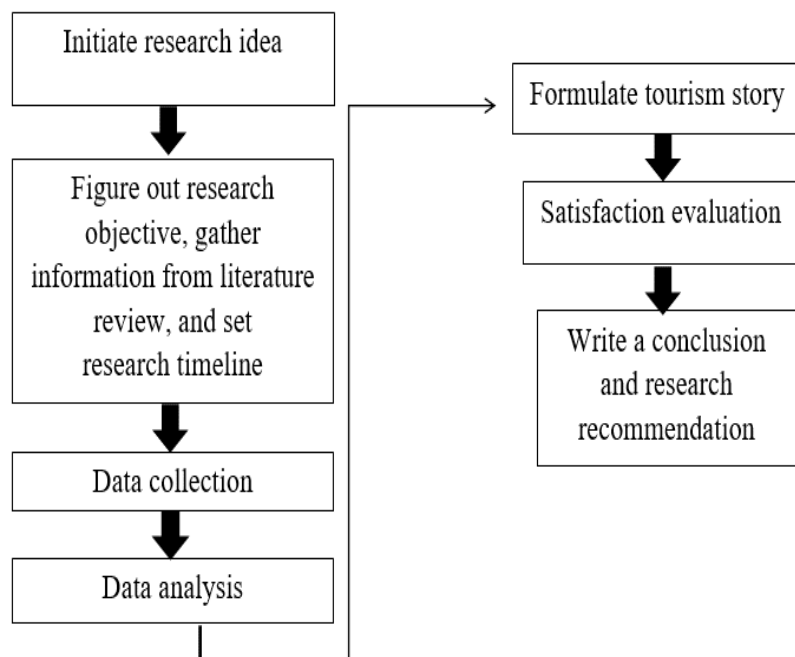 Initiate research idea
Figure out research
objective, gather
information from literature
review, and set
research timeline
Data collection
Data analysis
Formulate tourism story
Satisfaction evaluation
Write a conclusion
and research
recommendation